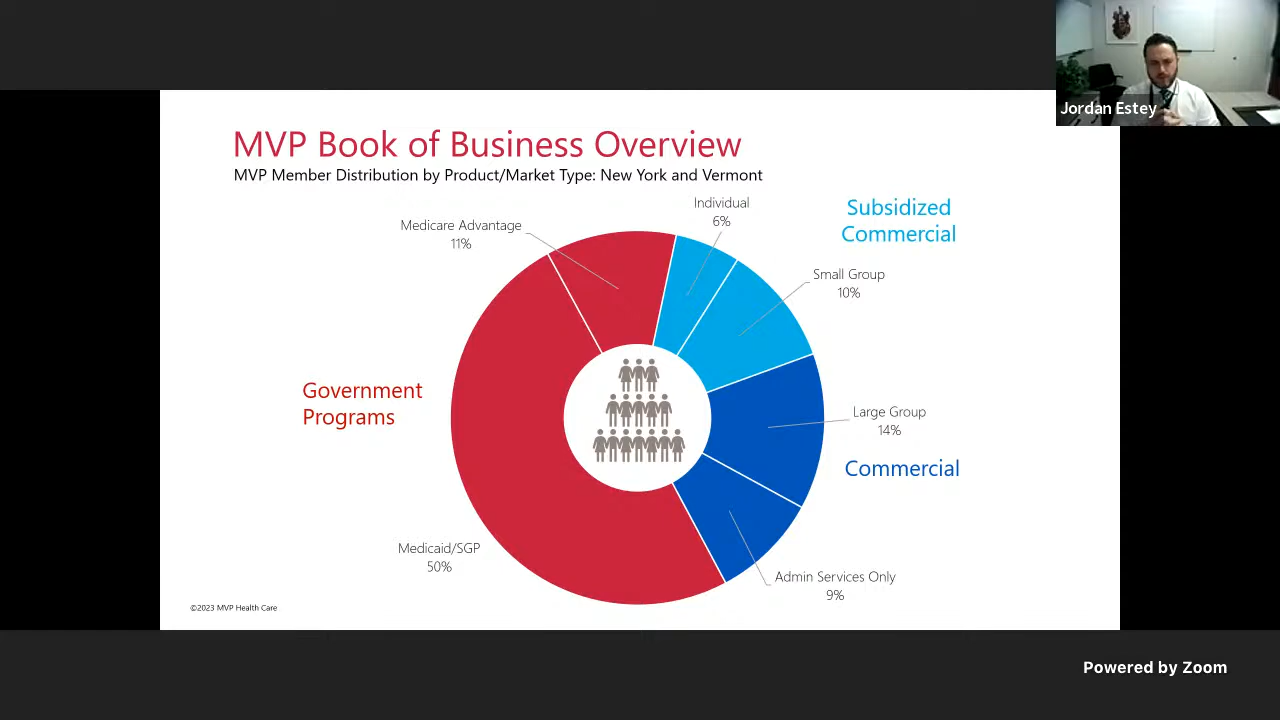 Jordan Estey
MVP Book of Business Overview
MVP Member Distribution by Product/Market Type: New York and Vermont
Individual
6%
Subsidized
Commercial
Medicare Advantage
11%
Small Group
10%
Government
Programs
Large Group
14%
Commercial
Medicaid/SGP
50%
Admin Services Only
9%
©2023 MVP Health Care
Powered by Zoom